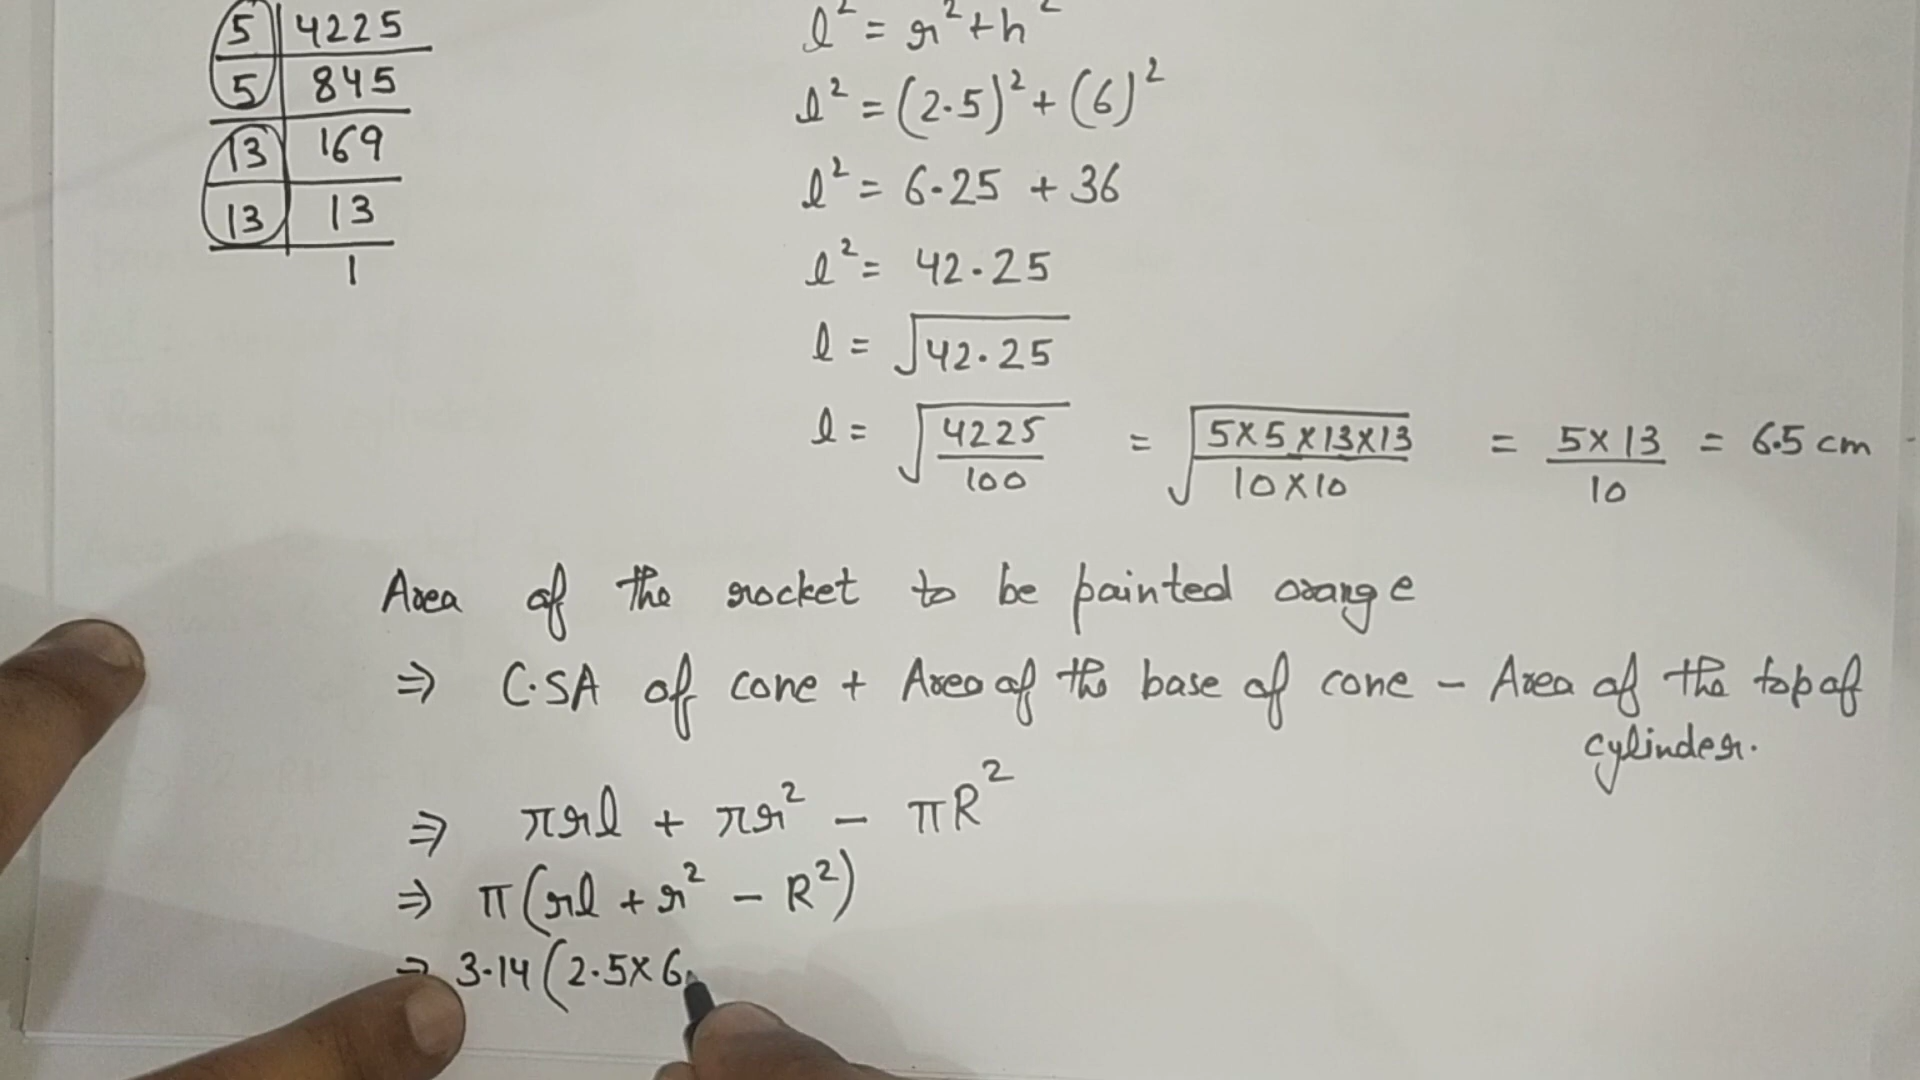 5 | 4225
5 | 845
13 | 169
13 | 13
1
l² = r² + h²
l² = (2.5)² + (6)²
l² = 6.25 + 36
l² = 42.25
l = √42.25
l = √(4225/100) = √(5×5×13×13/10×10) = 5×13/10 = 6.5 cm
Area of the rocket to be painted orange
⇒ C.SA of cone + Area of the base of cone - Area of the top of
cylinder.
⇒ πrl + πr² - πR²
⇒ π(rl + r² - R²)
⇒ 3.14(2.5×6.